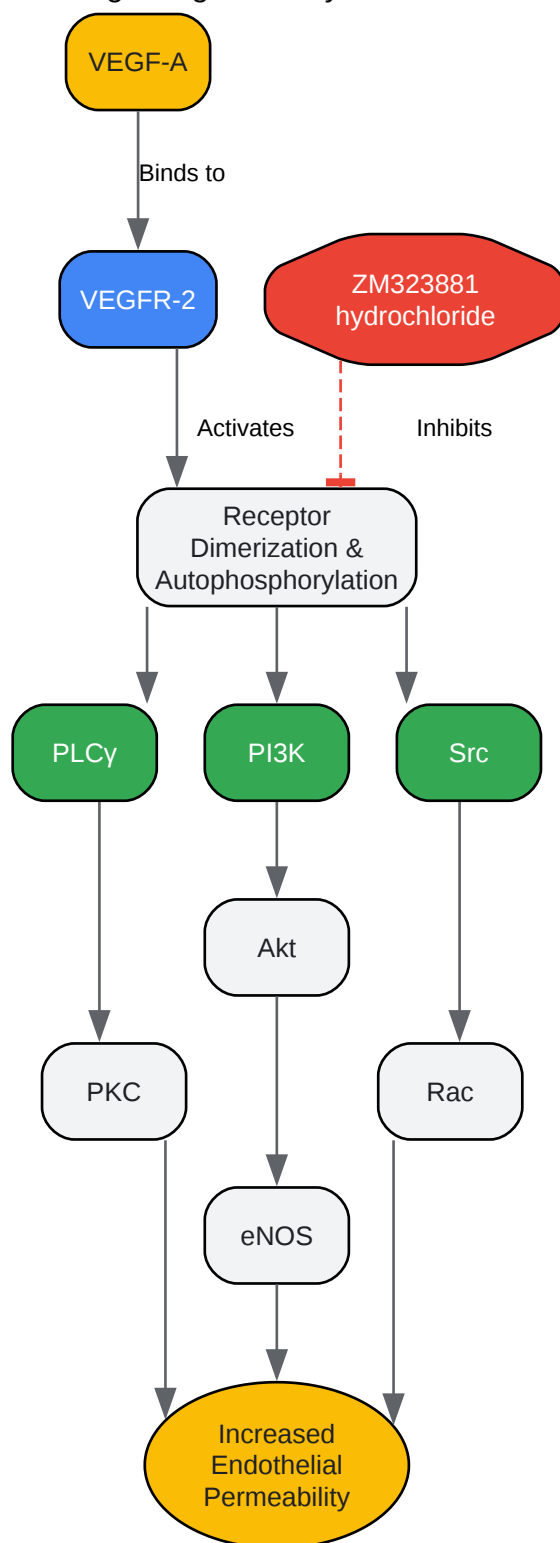 VEGF-A
Binds to
VEGFR-2
ZM323881
hydrochloride
Activates
Inhibits
Receptor
Dimerization &
Autophosphorylation
PLCγ
PI3K
Src
Akt
PKC
Rac
eNOS
Increased
Endothelial
Permeability